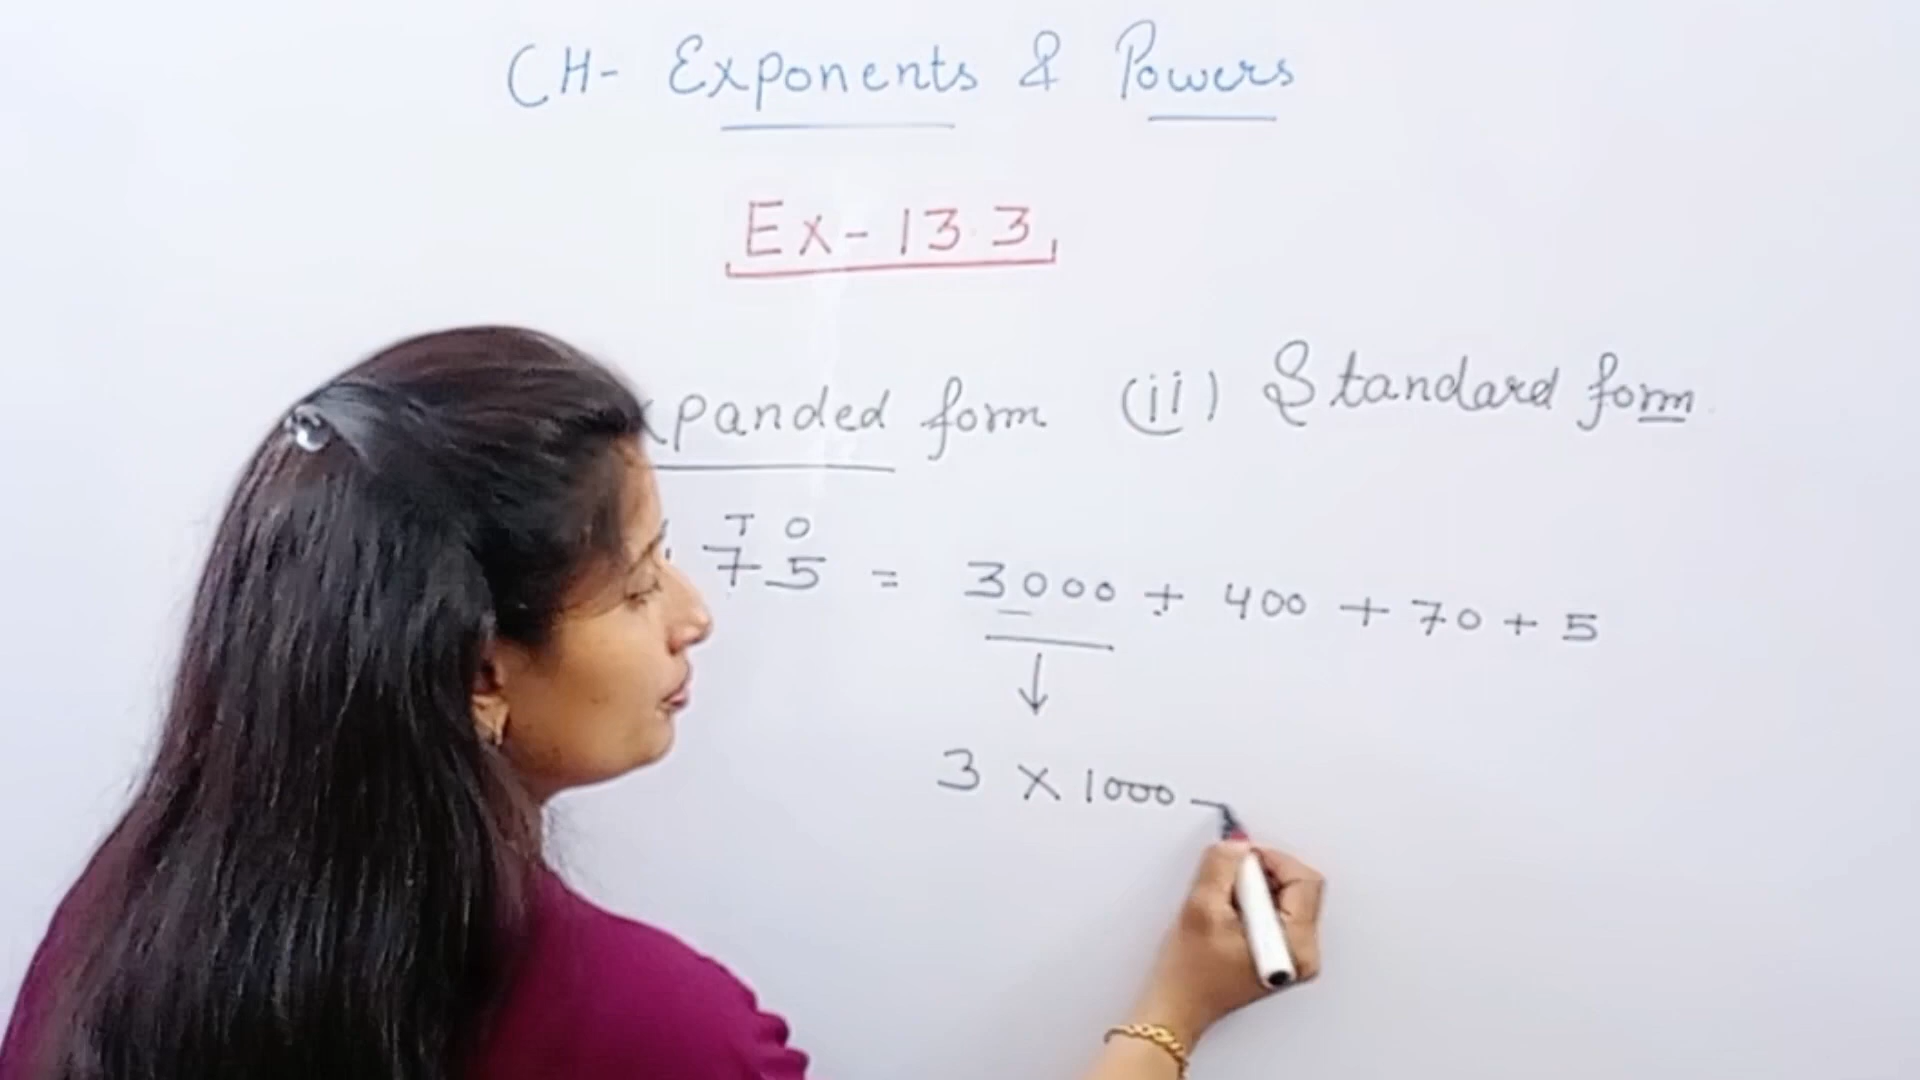 CH- Exponents & Powers
Ex- 13.3
xpanded form (ii) Standard form
T O
75 = 3000 + 400 + 70 + 5
↓
3 × 1000 -